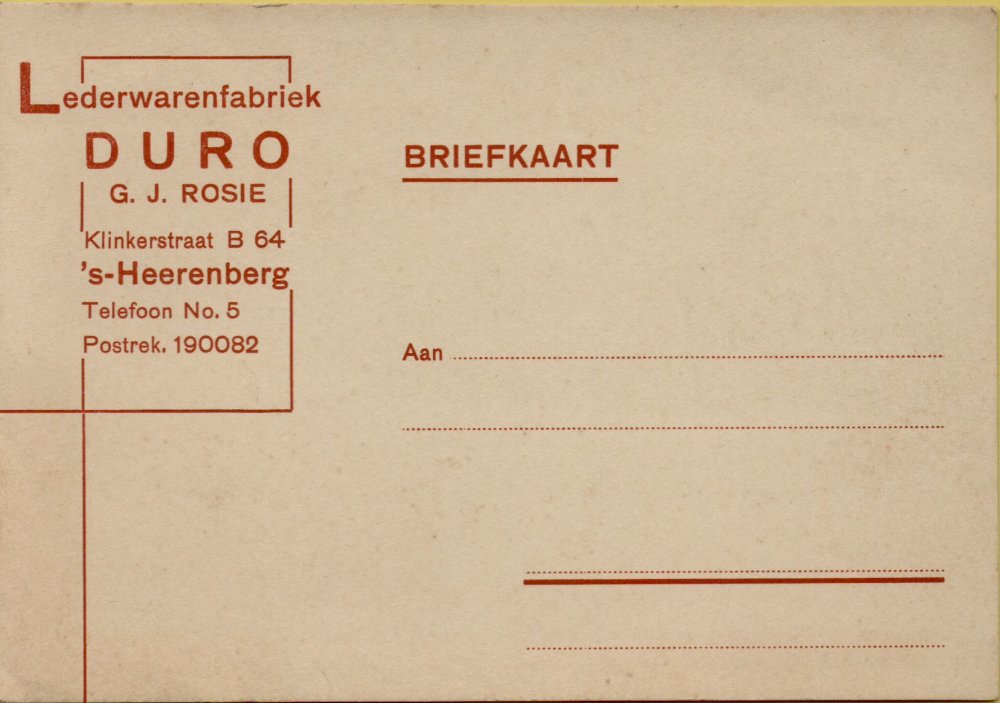 Lederwarenfabriek
DURO
G. J. ROSIE
Klinkerstraat B 64
's-Heerenberg
Telefoon No. 5
Postrek. 190082
BRIEFKAART
Aan